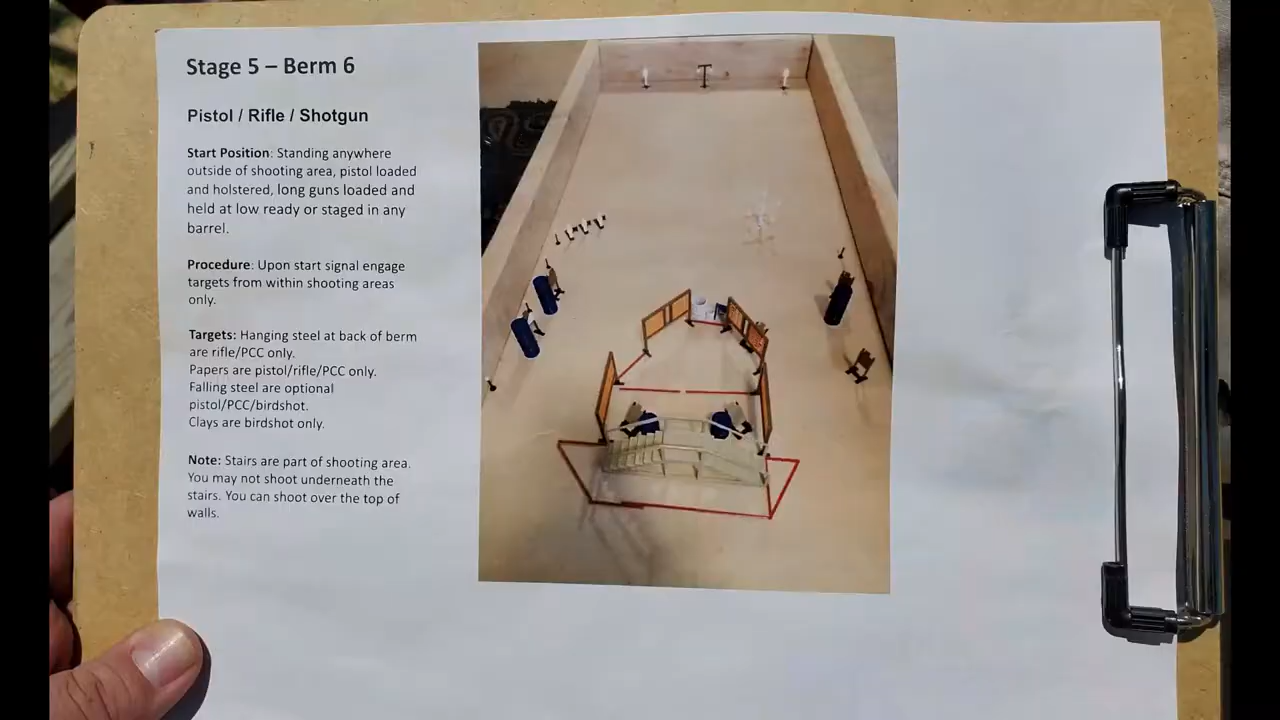 Stage 5 – Berm 6
Pistol / Rifle / Shotgun
Start Position: Standing anywhere
outside of shooting area, pistol loaded
and holstered, long guns loaded and
held at low ready or staged in any
barrel.
Procedure: Upon start signal engage
targets from within shooting areas
only.
Targets: Hanging steel at back of berm
are rifle/PCC only.
Papers are pistol/rifle/PCC only.
Falling steel are optional
pistol/PCC/birdshot.
Clays are birdshot only.
Note: Stairs are part of shooting area.
You may not shoot underneath the
stairs. You can shoot over the top of
walls.